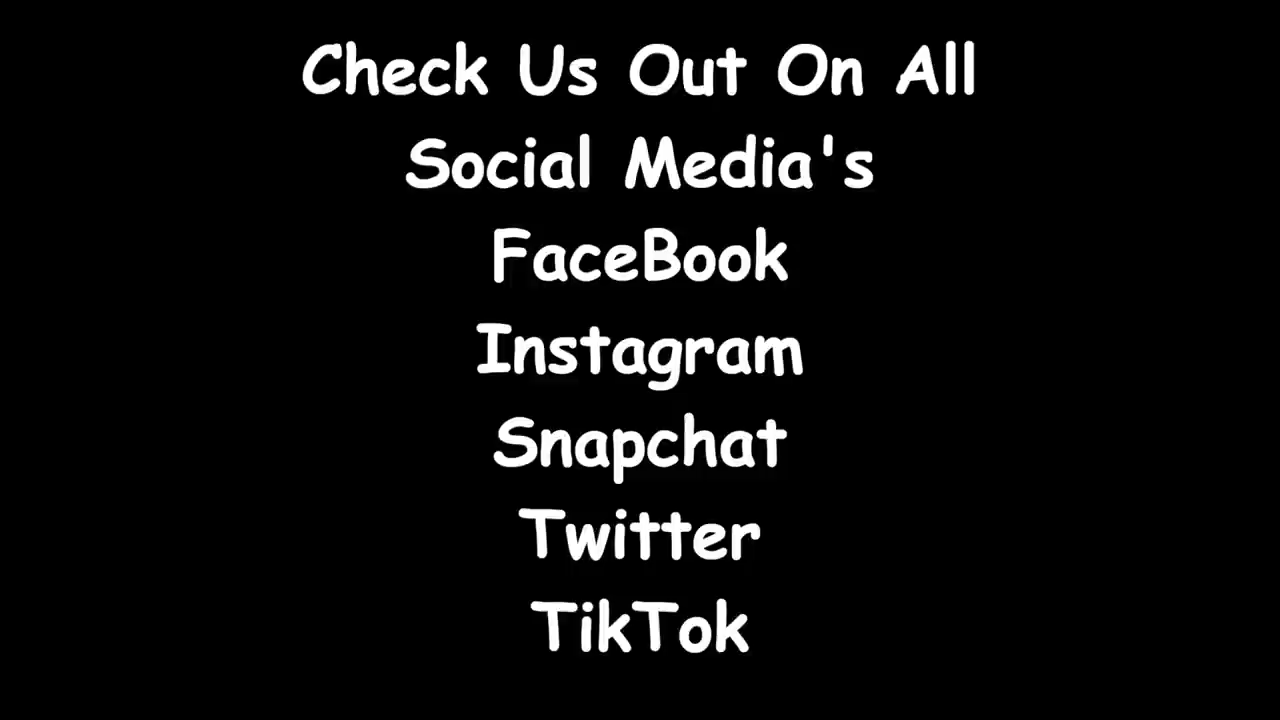 Check Us Out On All
Social Media's
FaceBook
Instagram
Snapchat
Twitter
TikTok